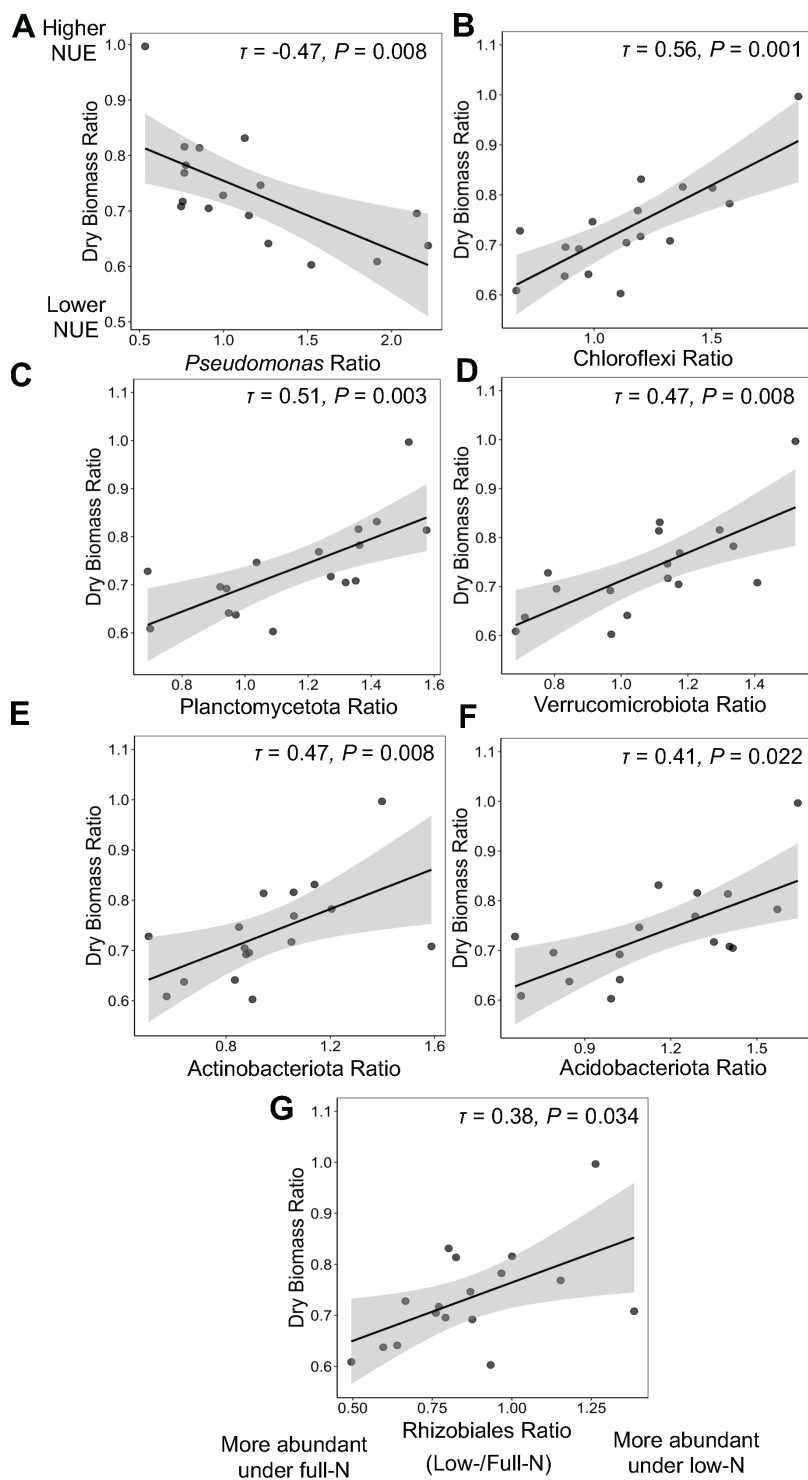 A
Higher
NUE
τ = -0.47, P = 0.008
1.0
0.9
0.8
0.7
0.6
0.5
Dry Biomass Ratio
Lower
NUE
0.5 1.0 1.5 2.0
Pseudomonas Ratio
B
τ = 0.56, P = 0.001
1.1
1.0
0.9
0.8
0.7
0.6
Dry Biomass Ratio
1.0 1.5
Chloroflexi Ratio
C
τ = 0.51, P = 0.003
1.1
1.0
0.9
0.8
0.7
0.6
Dry Biomass Ratio
0.8 1.0 1.2 1.4 1.6
Planctomycetota Ratio
D
τ = 0.47, P = 0.008
1.1
1.0
0.9
0.8
0.7
0.6
Dry Biomass Ratio
0.8 1.0 1.2 1.4
Verrucomicrobiota Ratio
E
τ = 0.47, P = 0.008
1.1
1.0
0.9
0.8
0.7
0.6
Dry Biomass Ratio
0.8 1.2 1.6
Actinobacteriota Ratio
F
τ = 0.41, P = 0.022
1.1
1.0
0.9
0.8
0.7
0.6
Dry Biomass Ratio
0.9 1.2 1.5
Acidobacteriota Ratio
G
τ = 0.38, P = 0.034
1.1
1.0
0.9
0.8
0.7
0.6
Dry Biomass Ratio
0.50 0.75 1.00 1.25
Rhizobiales Ratio
(Low-/Full-N)
More abundant
under full-N
More abundant
under low-N